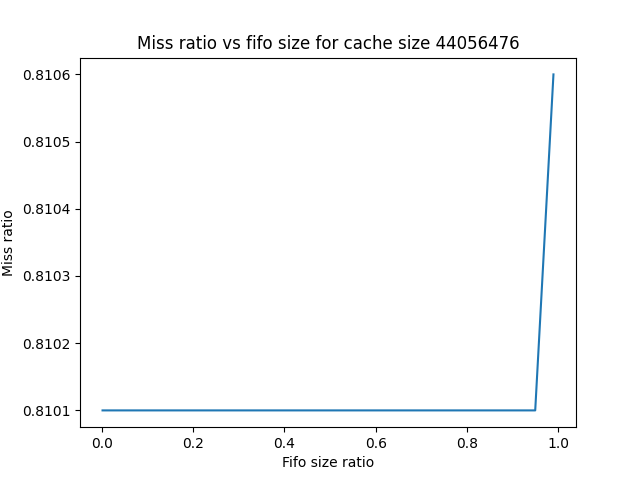 Miss ratio vs fifo size for cache size 44056476
0.8106
0.8105
0.8104
0.8103
0.8102
0.8101
Miss ratio
0.0 0.2 0.4 0.6 0.8 1.0
Fifo size ratio